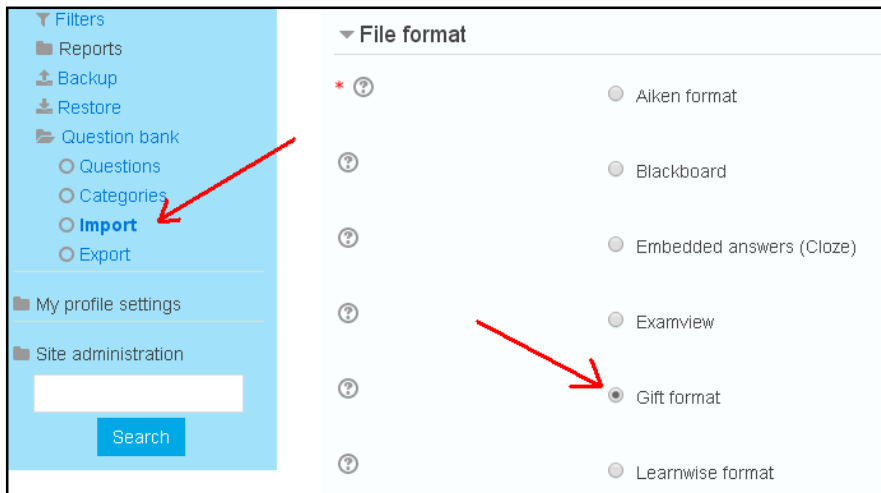 Filters
Reports
Backup
Restore
Question bank
Questions
Categories
Import
Export
My profile settings
Site administration
Search
File format
* Aiken format
Blackboard
Embedded answers (Cloze)
Examview
Gift format
Learnwise format